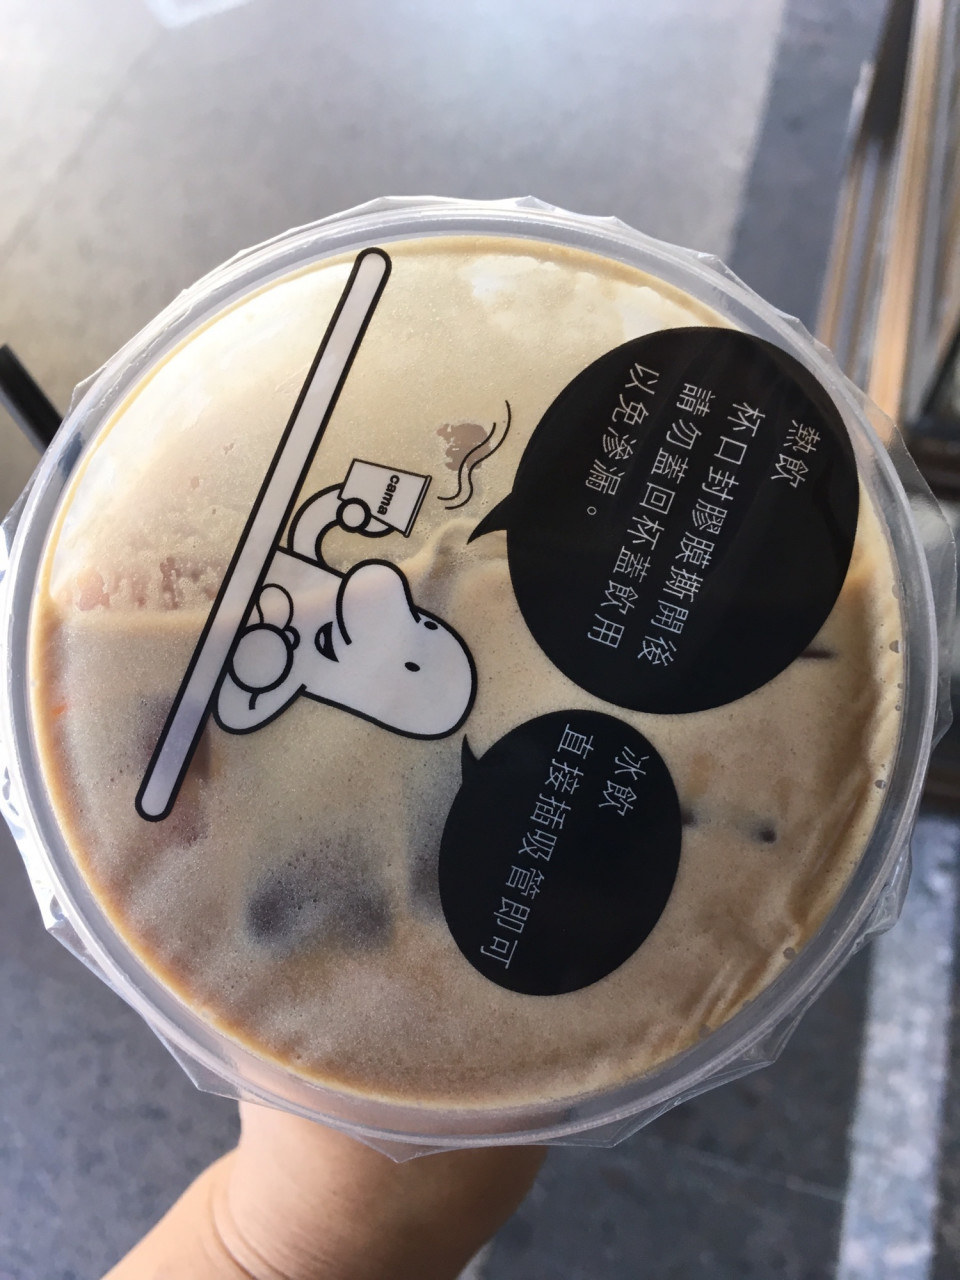 熱飲
杯口封膠膜撕開後
請勿蓋回杯蓋飲用
以免滲漏。
冰飲
直接插吸管即可
cama